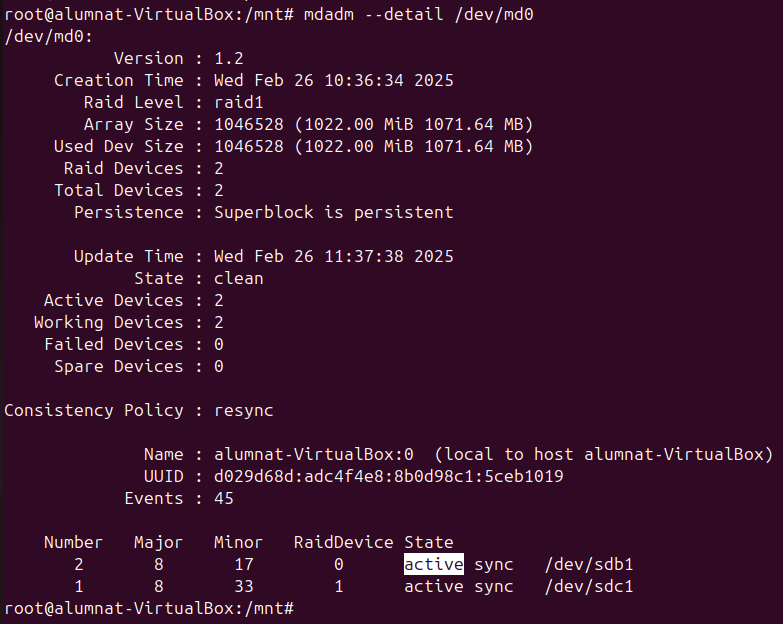 root@alumnat-VirtualBox:/mnt# mdadm --detail /dev/md0
/dev/md0:
Version : 1.2
Creation Time : Wed Feb 26 10:36:34 2025
Raid Level : raid1
Array Size : 1046528 (1022.00 MiB 1071.64 MB)
Used Dev Size : 1046528 (1022.00 MiB 1071.64 MB)
Raid Devices : 2
Total Devices : 2
Persistence : Superblock is persistent
Update Time : Wed Feb 26 11:37:38 2025
State : clean
Active Devices : 2
Working Devices : 2
Failed Devices : 0
Spare Devices : 0
Consistency Policy : resync
Name : alumnat-VirtualBox:0  (local to host alumnat-VirtualBox)
UUID : d029d68d:adc4f4e8:8b0d98c1:5ceb1019
Events : 45
Number   Major   Minor   RaidDevice State
2       8       17        0      active sync   /dev/sdb1
1       8       33        1      active sync   /dev/sdc1
root@alumnat-VirtualBox:/mnt#